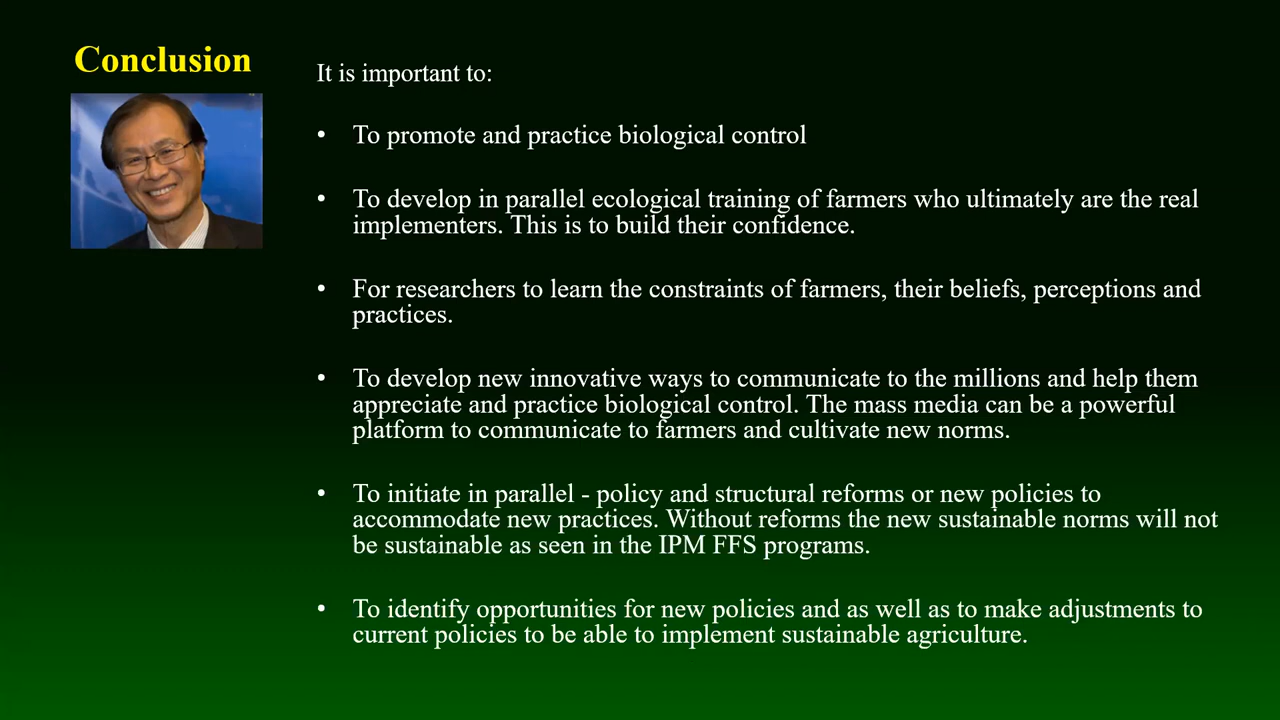 Conclusion
It is important to:
• To promote and practice biological control
• To develop in parallel ecological training of farmers who ultimately are the real
implementers. This is to build their confidence.
• For researchers to learn the constraints of farmers, their beliefs, perceptions and
practices.
• To develop new innovative ways to communicate to the millions and help them
appreciate and practice biological control. The mass media can be a powerful
platform to communicate to farmers and cultivate new norms.
• To initiate in parallel - policy and structural reforms or new policies to
accommodate new practices. Without reforms the new sustainable norms will not
be sustainable as seen in the IPM FFS programs.
• To identify opportunities for new policies and as well as to make adjustments to
current policies to be able to implement sustainable agriculture.